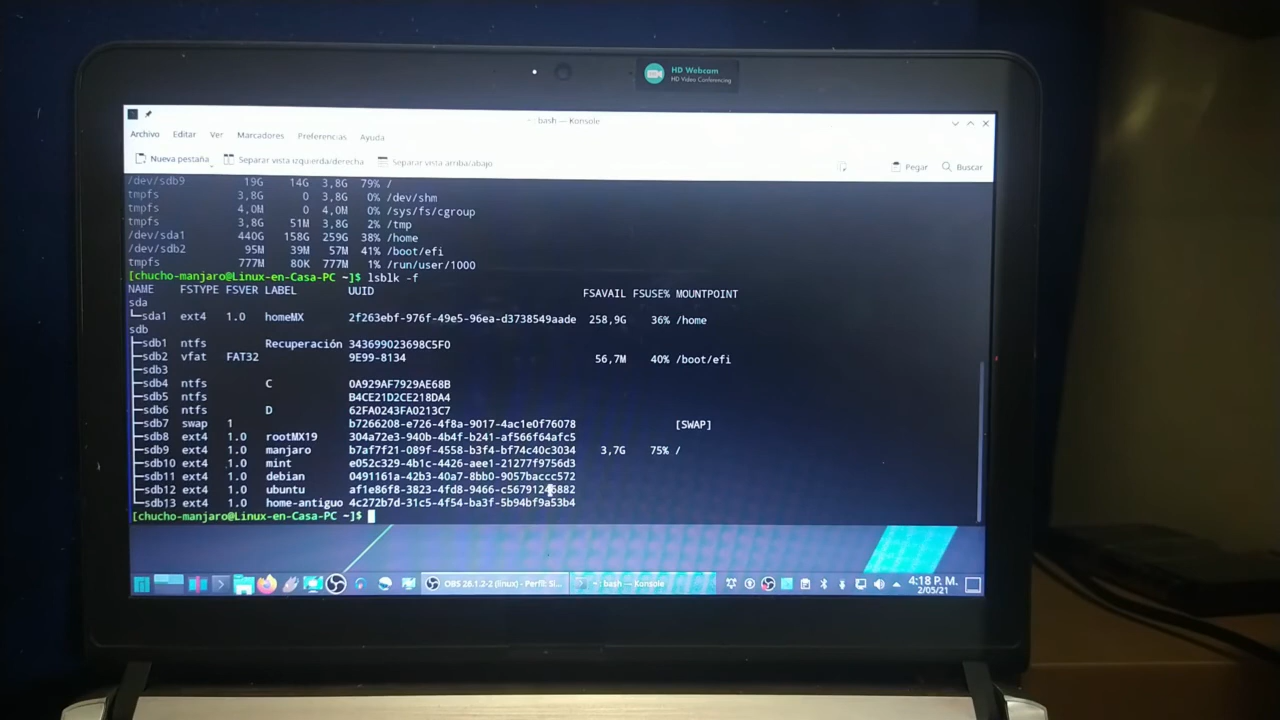 HD Webcam
HD Video Conferencing
~ : bash — Konsole
Archivo Editar Ver Marcadores Preferencias Ayuda
Nueva pestaña Separar vista izquierda/derecha Separar vista arriba/abajo Pegar Buscar
/dev/sdb9 19G 14G 3,8G 79% /
tmpfs 3,8G 0 3,8G 0% /dev/shm
tmpfs 4,0M 0 4,0M 0% /sys/fs/cgroup
tmpfs 3,8G 51M 3,8G 2% /tmp
/dev/sda1 440G 158G 259G 38% /home
/dev/sdb2 95M 39M 57M 41% /boot/efi
tmpfs 777M 80K 777M 1% /run/user/1000
[chucho-manjaro@Linux-en-Casa-PC ~]$ lsblk -f
NAME FSTYPE FSVER LABEL UUID FSAVAIL FSUSE% MOUNTPOINT
sda
└─sda1 ext4 1.0 homeMX 2f263ebf-976f-49e5-96ea-d3738549aade 258,9G 36% /home
sdb
├─sdb1 ntfs Recuperación 343699023698C5F0
├─sdb2 vfat FAT32 9E99-8134 56,7M 40% /boot/efi
├─sdb3
├─sdb4 ntfs C 0A929AF7929AE68B
├─sdb5 ntfs B4CE21D2CE218DA4
├─sdb6 ntfs D 62FA0243FA0213C7
├─sdb7 swap 1 b7266208-e726-4f8a-9017-4ac1e0f76078 [SWAP]
├─sdb8 ext4 1.0 rootMX19 304a72e3-940b-4b4f-b241-af566f64afc5
├─sdb9 ext4 1.0 manjaro b7af7f21-089f-4558-b3f4-bf74c40c3034 3,7G 75% /
├─sdb10 ext4 1.0 mint e052c329-4b1c-4426-aee1-21277f9756d3
├─sdb11 ext4 1.0 debian 0491161a-42b3-40a7-8bb0-9057baccc572
├─sdb12 ext4 1.0 ubuntu
└─sdb13 ext4 1.0 home-antiguo 4c272b7d-31c5-4f54-ba3f-5b94bf9a53b4
[chucho-manjaro@Linux-en-Casa-PC ~]$
OBS 26.1.2-2 (linux) - Perfil: Si... ~ : bash — Konsole 4:18 P. M.
2/05/21